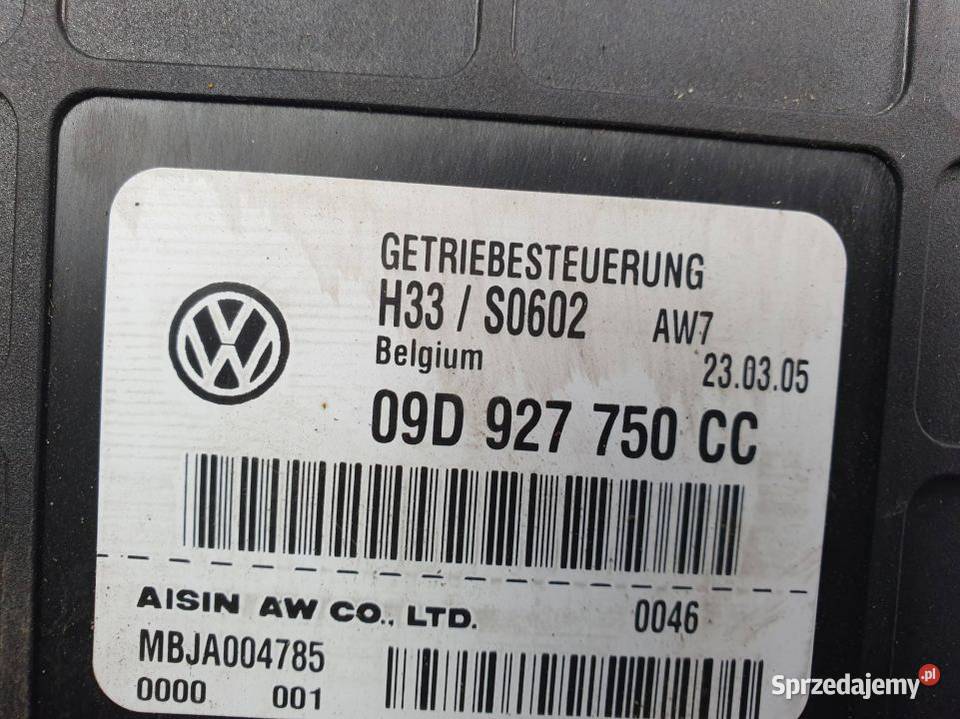 GETRIEBESTEUERUNG
H33 / S0602 AW7
Belgium 23.03.05
09D 927 750 CC
AISIN AW CO., LTD. 0046
MBJA004785
0000 001
Sprzedajemy.pl